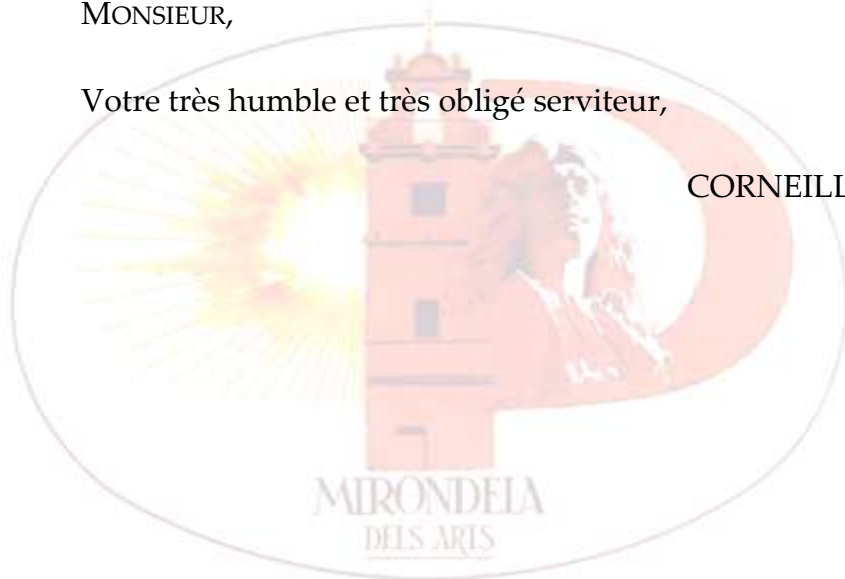 MONSIEUR,
Votre très humble et très obligé serviteur,
CORNEILL
MIRONDELA
DELS ARTS